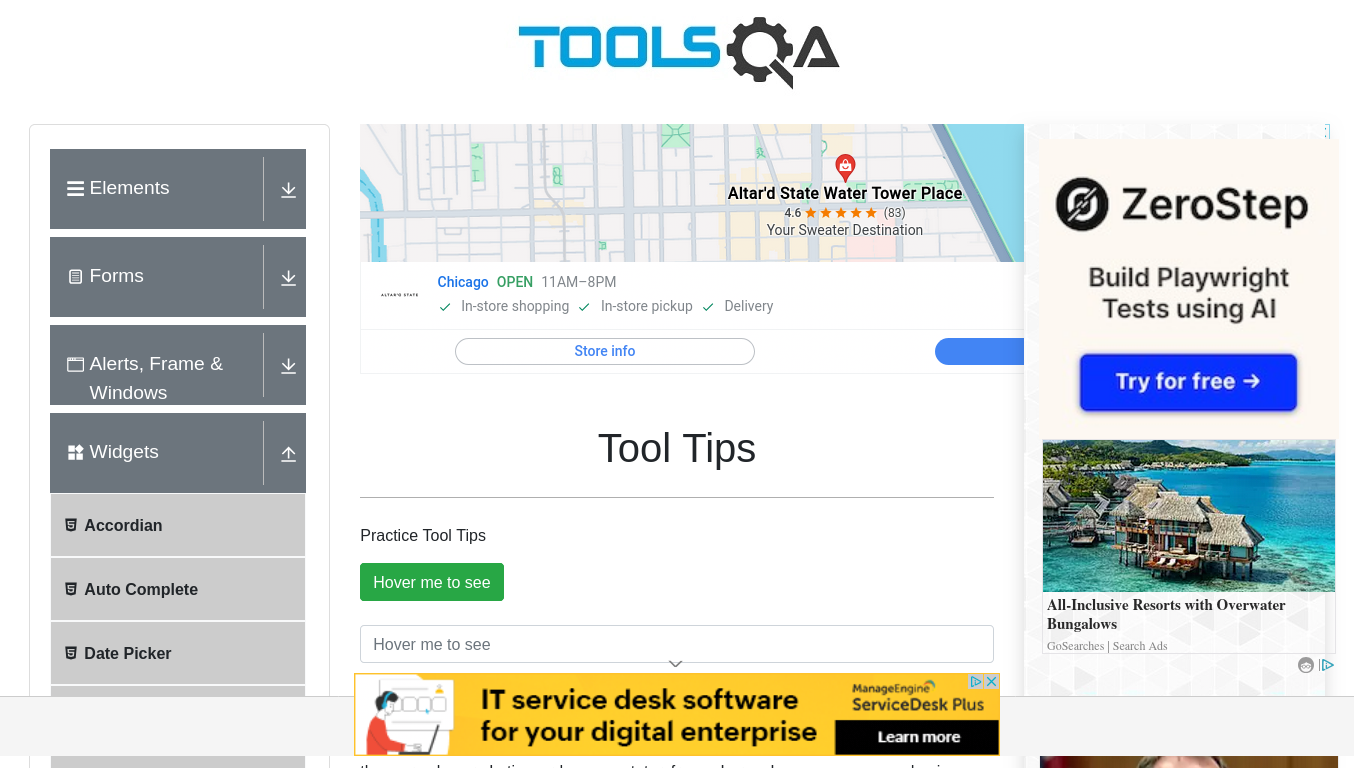 TOOLSQA
Elements
Forms
Alerts, Frame &
Windows
Widgets
Accordian
Auto Complete
Date Picker
Altar'd State Water Tower Place
4.6 (83)
Your Sweater Destination
ALTAR'D STATE
Chicago OPEN 11AM–8PM
In-store shopping In-store pickup Delivery
Store info
Tool Tips
Practice Tool Tips
Hover me to see
Hover me to see
IT service desk software
for your digital enterprise
ManageEngine
ServiceDesk Plus
Learn more
ZeroStep
Build Playwright
Tests using AI
Try for free →
All-Inclusive Resorts with Overwater
Bungalows
GoSearches | Search Ads